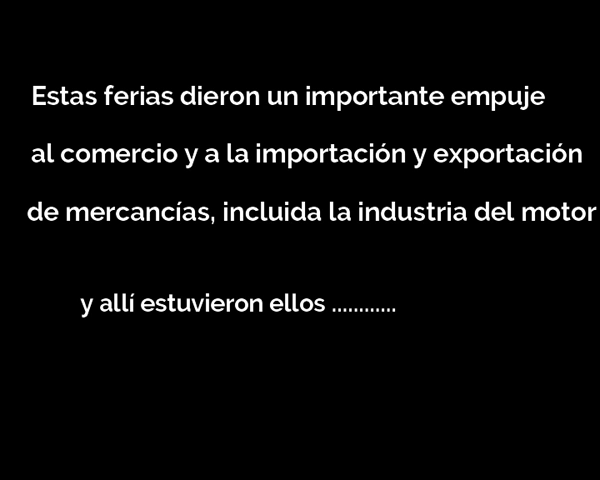 Estas ferias dieron un importante empuje
al comercio y a la importación y exportación
de mercancías, incluida la industria del motor
y allí estuvieron ellos ............